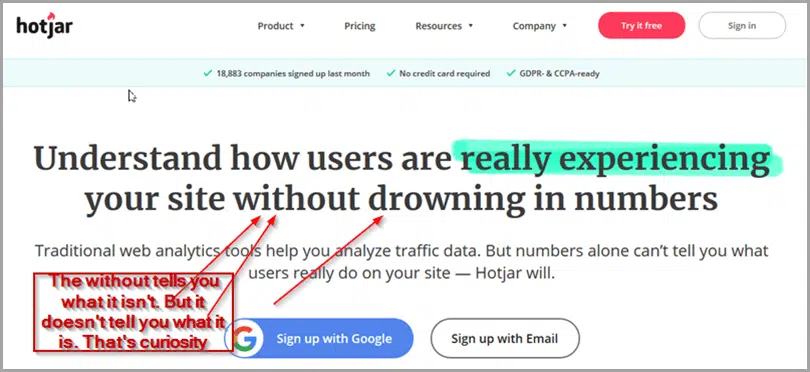 hotjar
Product Pricing Resources Company Try it free Sign in
18,883 companies signed up last month No credit card required GDPR- & CCPA-ready
Understand how users are really experiencing
your site without drowning in numbers
Traditional web analytics tools help you analyze traffic data. But numbers alone can't tell you what
users really do on your site — Hotjar will.
The without tells you
what it isn't. But it
doesn't tell you what it
is. That's curiosity
Sign up with Google Sign up with Email